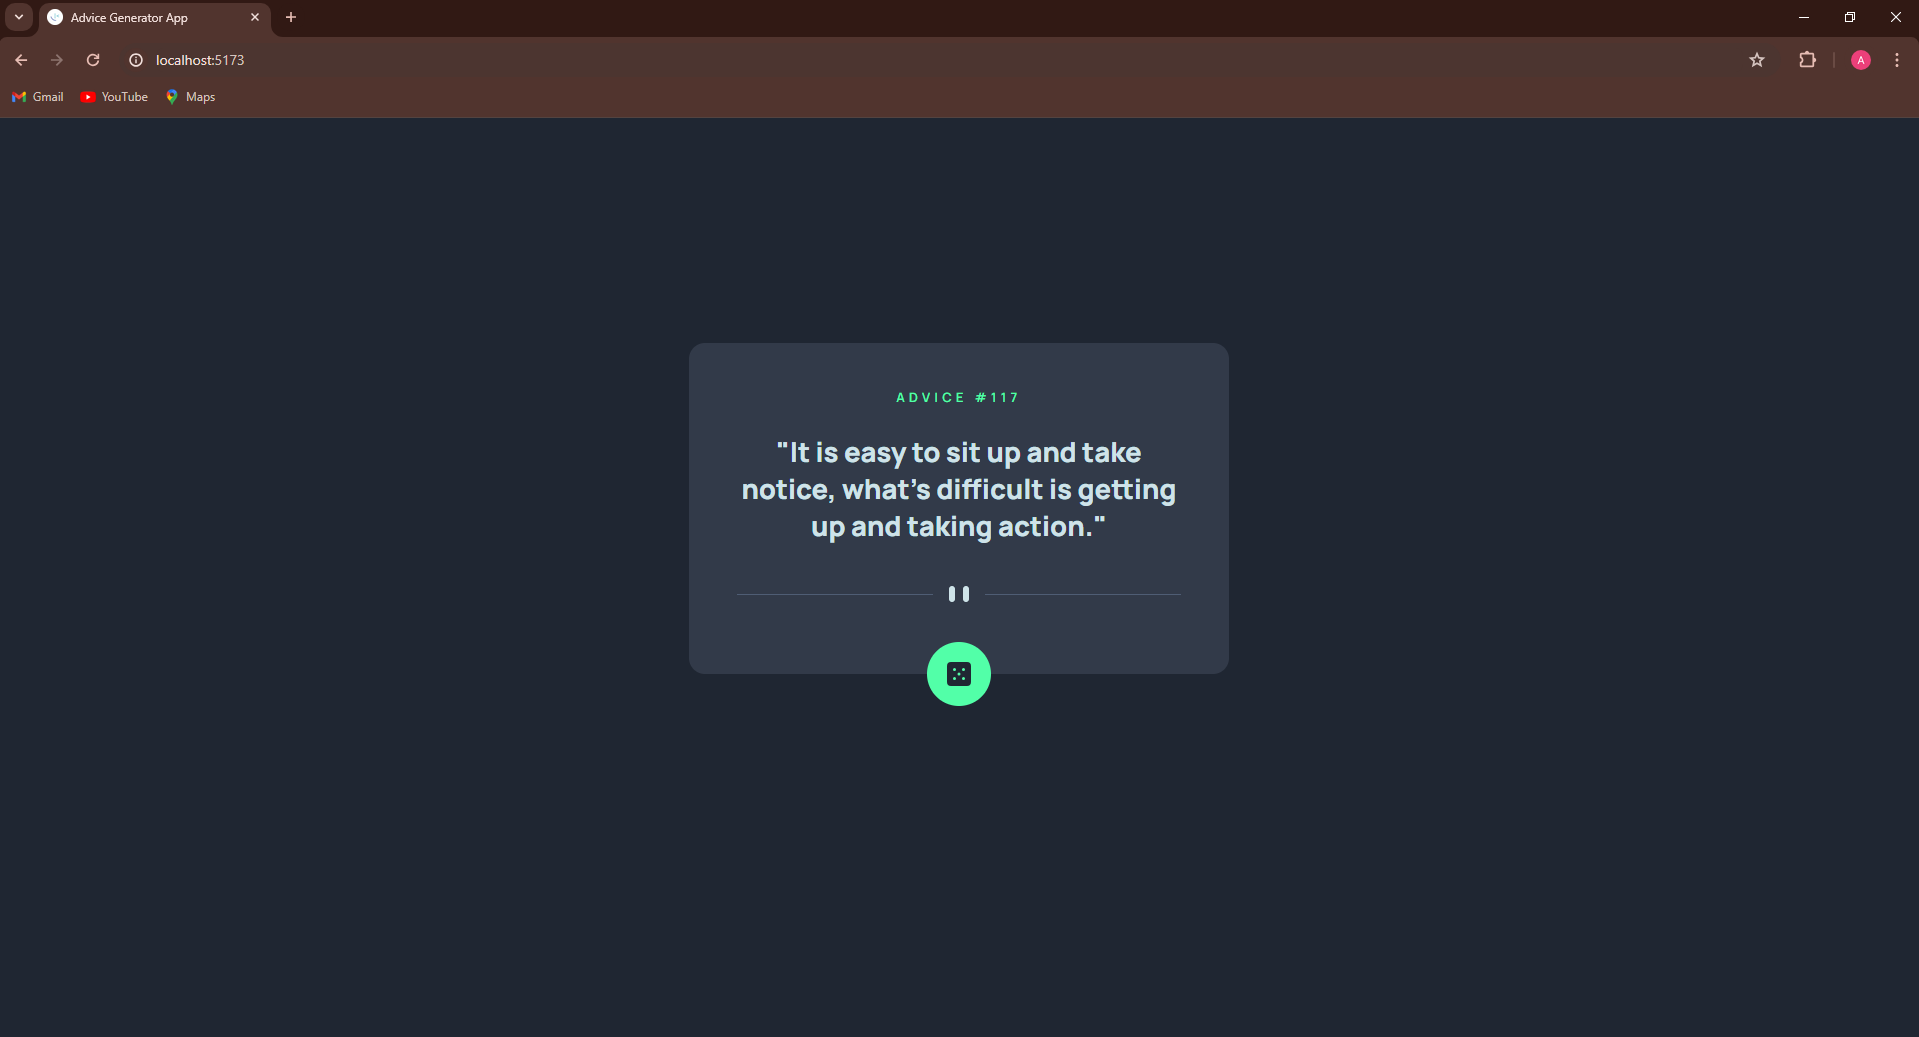 Advice Generator App
localhost:5173
A
Gmail YouTube Maps
ADVICE #117
"It is easy to sit up and take
notice, what's difficult is getting
up and taking action."